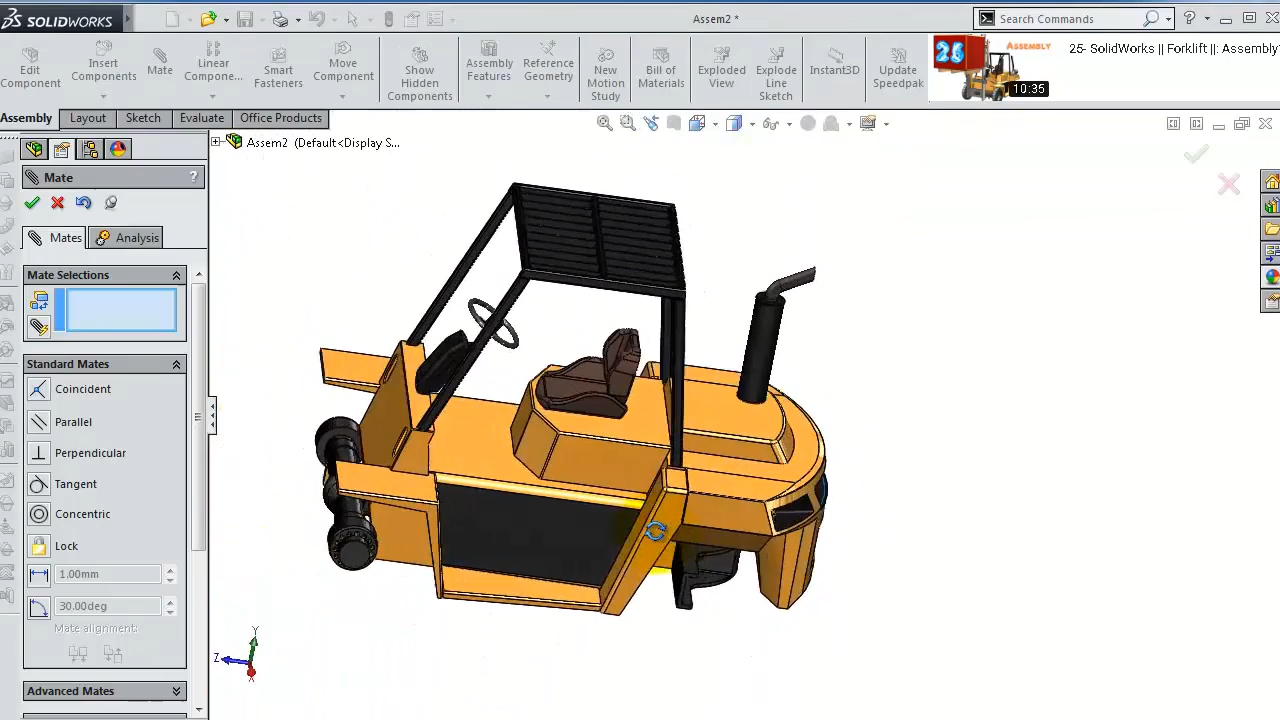 SOLIDWORKS
Assem2 *
Search Commands
?
Edit Component
Insert Components
Mate
Linear Compone...
Smart Fasteners
Move Component
Show Hidden Components
Assembly Features
Reference Geometry
New Motion Study
Bill of Materials
Exploded View
Explode Line Sketch
Instant3D
Update Speedpak
25
ASSEMBLY
10:35
25- SolidWorks || Forklift ||: Assembly
Assembly
Layout
Sketch
Evaluate
Office Products
Assem2 (Default<Display S...
Mate
?
Mates
Analysis
Mate Selections
Standard Mates
Coincident
Parallel
Perpendicular
Tangent
Concentric
Lock
1.00mm
30.00deg
Mate alignment:
Advanced Mates
Y
Z
X